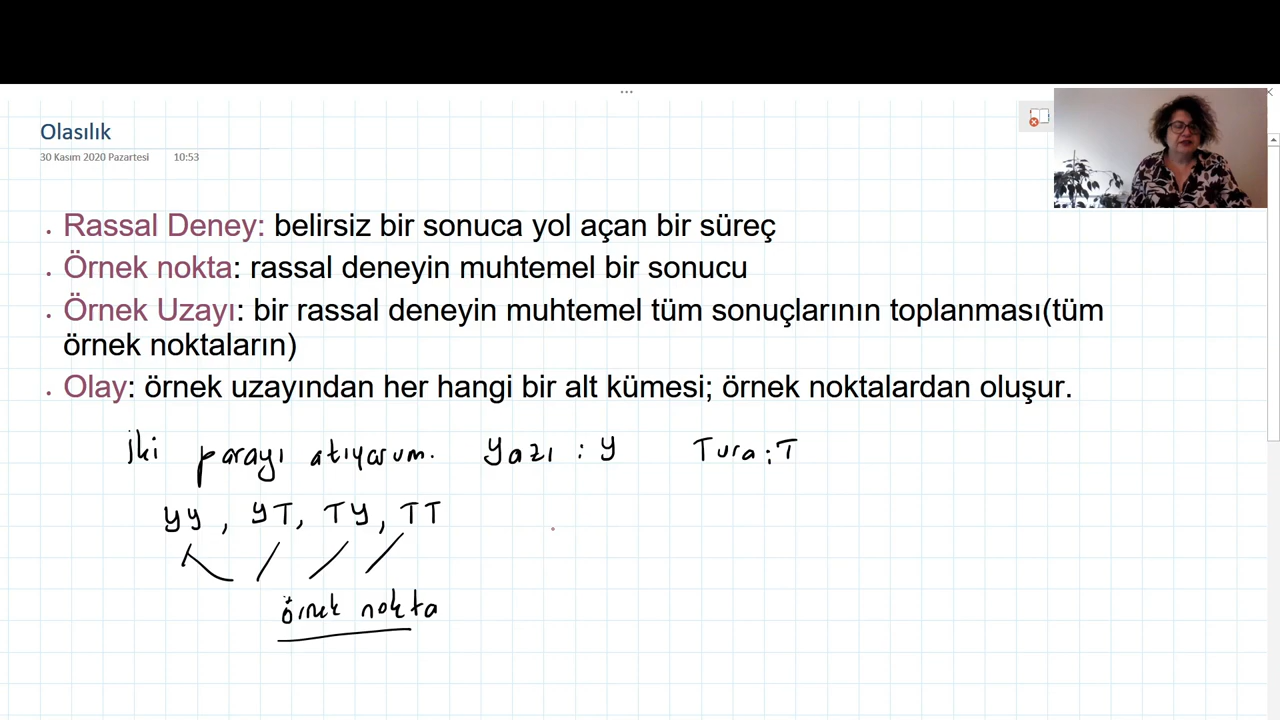 Olasılık
30 Kasım 2020 Pazartesi 10:53
• Rassal Deney: belirsiz bir sonuca yol açan bir süreç
• Örnek nokta: rassal deneyin muhtemel bir sonucu
• Örnek Uzayı: bir rassal deneyin muhtemel tüm sonuçlarının toplanması(tüm
örnek noktaların)
• Olay: örnek uzayından her hangi bir alt kümesi; örnek noktalardan oluşur.
İki parayı atıyorum. Yazı : Y Tura : T
YY, YT, TY, TT
örnek nokta